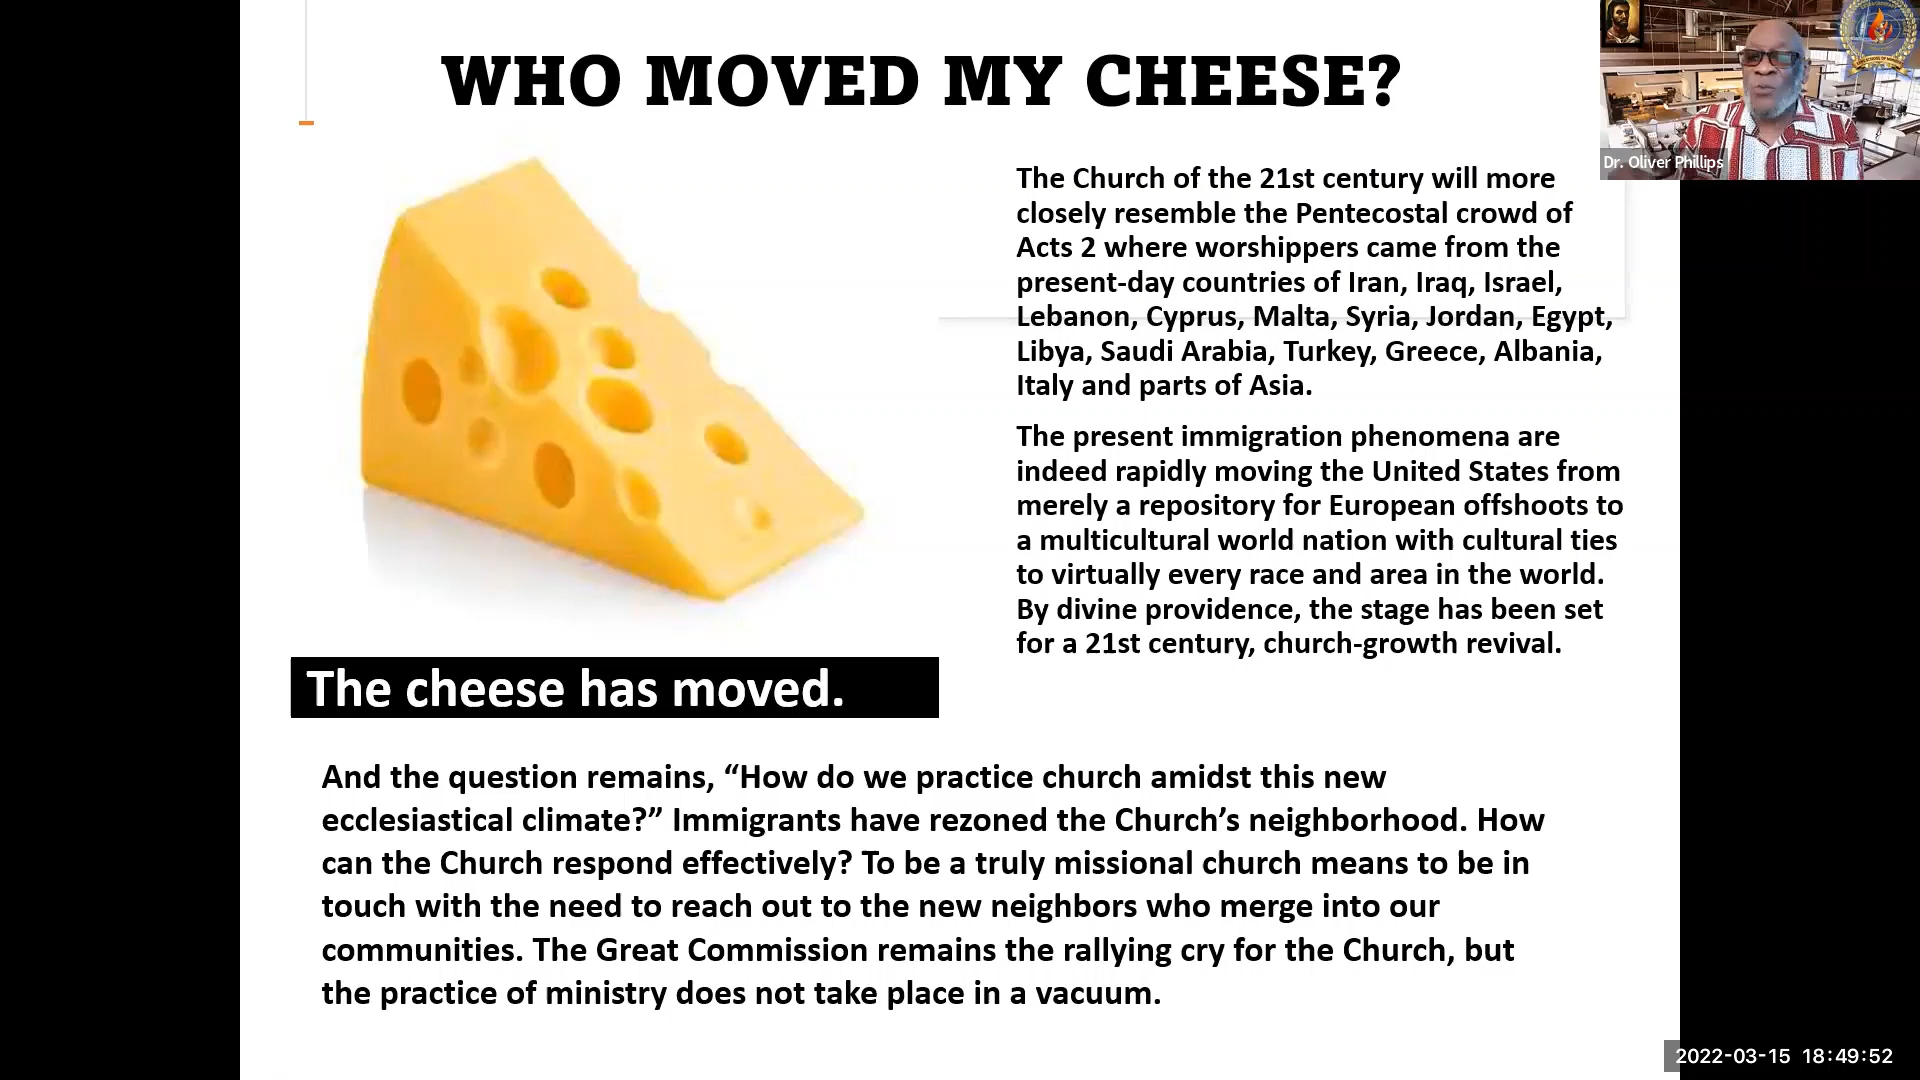 WHO MOVED MY CHEESE?
Dr. Oliver Phillips
The Church of the 21st century will more
closely resemble the Pentecostal crowd of
Acts 2 where worshippers came from the
present-day countries of Iran, Iraq, Israel,
Lebanon, Cyprus, Malta, Syria, Jordan, Egypt,
Libya, Saudi Arabia, Turkey, Greece, Albania,
Italy and parts of Asia.
The present immigration phenomena are
indeed rapidly moving the United States from
merely a repository for European offshoots to
a multicultural world nation with cultural ties
to virtually every race and area in the world.
By divine providence, the stage has been set
for a 21st century, church-growth revival.
The cheese has moved.
And the question remains, “How do we practice church amidst this new
ecclesiastical climate?” Immigrants have rezoned the Church’s neighborhood. How
can the Church respond effectively? To be a truly missional church means to be in
touch with the need to reach out to the new neighbors who merge into our
communities. The Great Commission remains the rallying cry for the Church, but
the practice of ministry does not take place in a vacuum.
2022-03-15 18:49:52